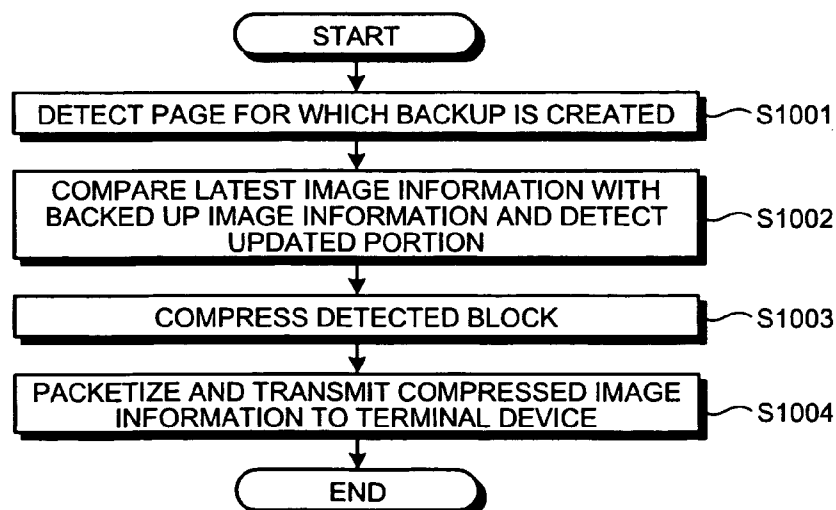 START
DETECT PAGE FOR WHICH BACKUP IS CREATED
S1001
COMPARE LATEST IMAGE INFORMATION WITH
BACKED UP IMAGE INFORMATION AND DETECT
UPDATED PORTION
S1002
COMPRESS DETECTED BLOCK
S1003
PACKETIZE AND TRANSMIT COMPRESSED IMAGE
INFORMATION TO TERMINAL DEVICE
S1004
END